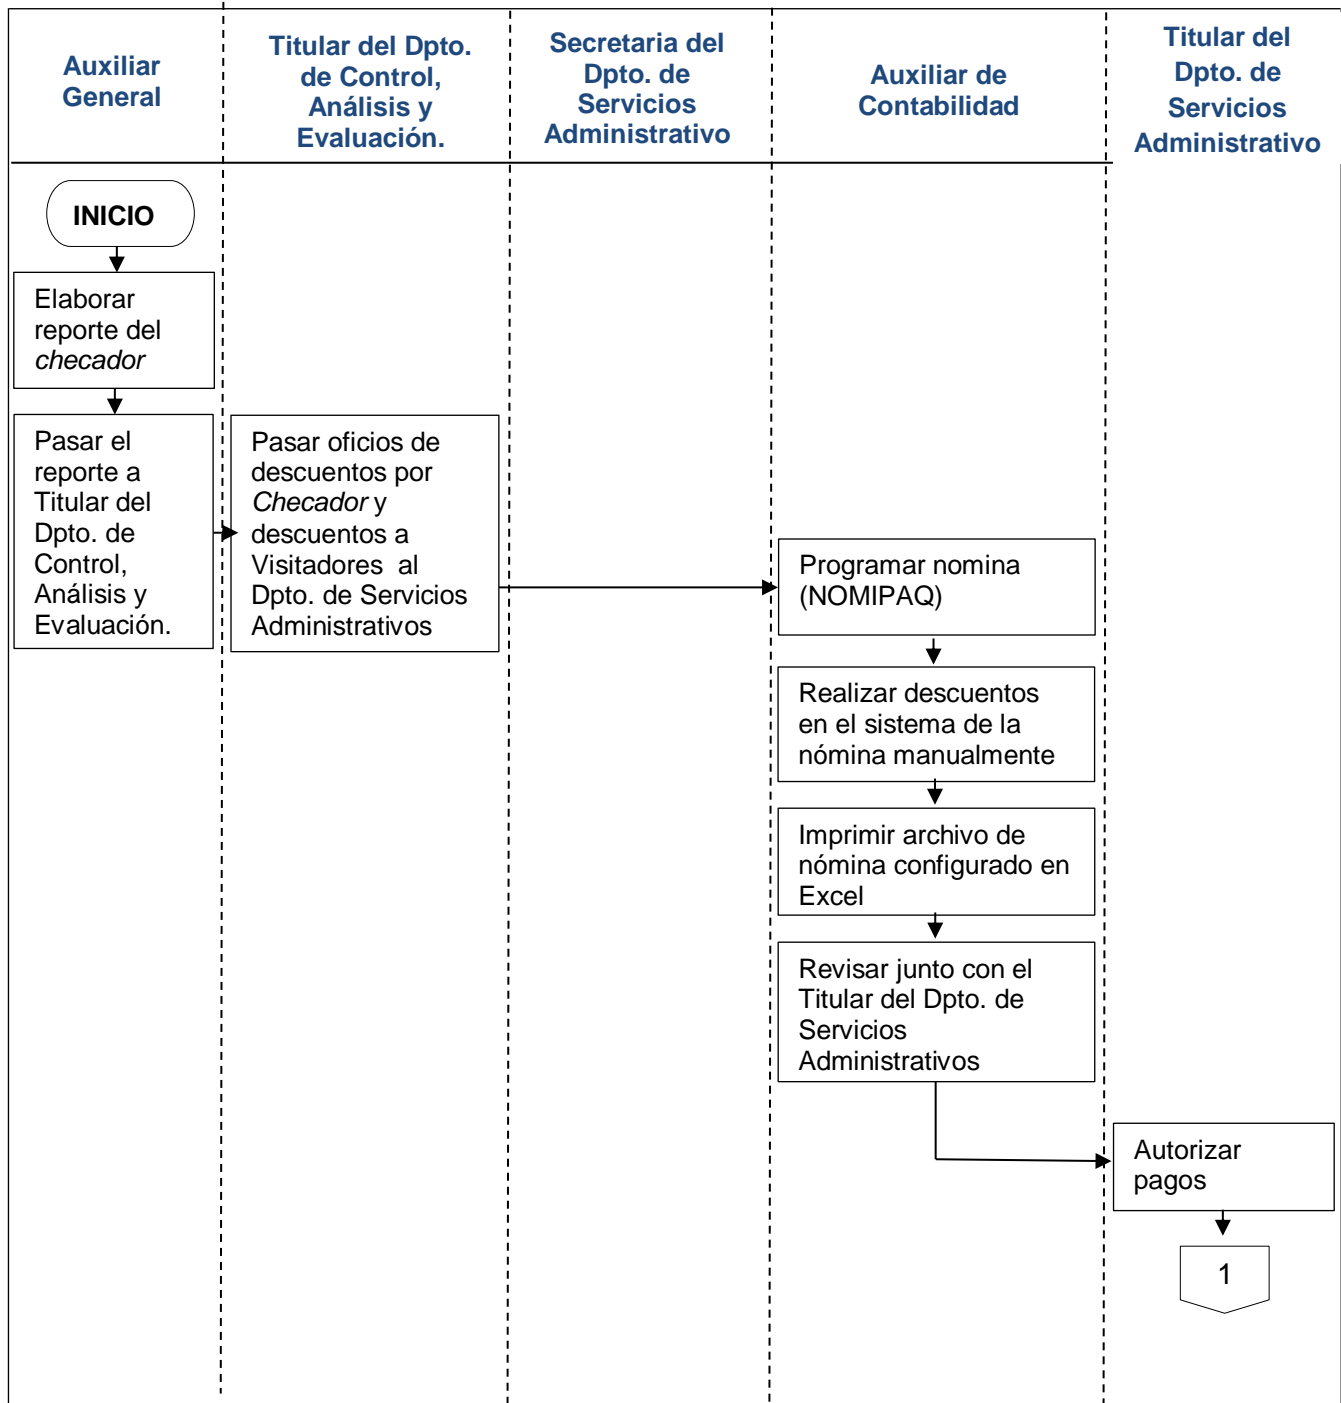 Auxiliar
General
Titular del Dpto.
de Control,
Análisis y
Evaluación.
Secretaria del
Dpto. de
Servicios
Administrativo
Auxiliar de
Contabilidad
Titular del
Dpto. de
Servicios
Administrativo
INICIO
Elaborar
reporte del
checador
Pasar el
reporte a
Titular del
Dpto. de
Control,
Análisis y
Evaluación.
Pasar oficios de
descuentos por
Checador y
descuentos a
Visitadores al
Dpto. de Servicios
Administrativos
Programar nomina
(NOMIPAQ)
Realizar descuentos
en el sistema de la
nómina manualmente
Imprimir archivo de
nómina configurado en
Excel
Revisar junto con el
Titular del Dpto. de
Servicios
Administrativos
Autorizar
pagos
1